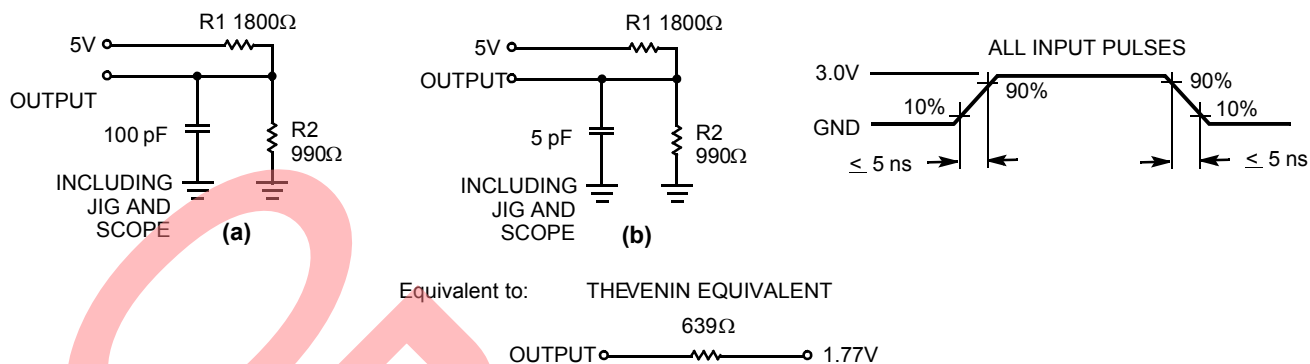 R1 1800Ω
5V
OUTPUT
100 pF
R2
990Ω
INCLUDING
JIG AND
SCOPE
(a)
R1 1800Ω
5V
OUTPUT
5 pF
R2
990Ω
INCLUDING
JIG AND
SCOPE
(b)
ALL INPUT PULSES
3.0V
90%
90%
10%
10%
GND
≤ 5 ns
≤ 5 ns
Equivalent to: THEVENIN EQUIVALENT
639Ω
OUTPUT
1.77V